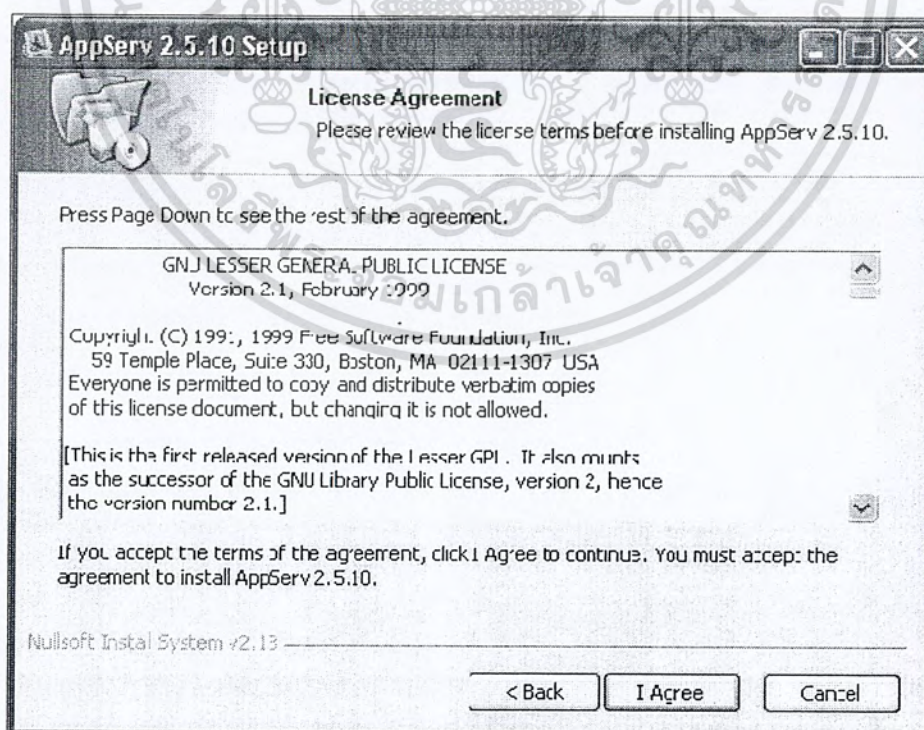 AppServ 2.5.10 Setup
License Agreement
Please review the license terms before installing AppServ 2.5.10.
Press Page Down to see the rest of the agreement.
GNU LESSER GENERAL PUBLIC LICENSE
Version 2.1, February 1999
Copyright (C) 1991, 1999 Free Software Foundation, Inc.
59 Temple Place, Suite 330, Boston, MA 02111-1307 USA
Everyone is permitted to copy and distribute verbatim copies
of this license document, but changing it is not allowed.
[This is the first released version of the Lesser GPL. It also counts
as the successor of the GNU Library Public License, version 2, hence
the version number 2.1.]
If you accept the terms of the agreement, click I Agree to continue. You must accept the
agreement to install AppServ 2.5.10.
Nullsoft Install System v2.13
< Back
I Agree
Cancel